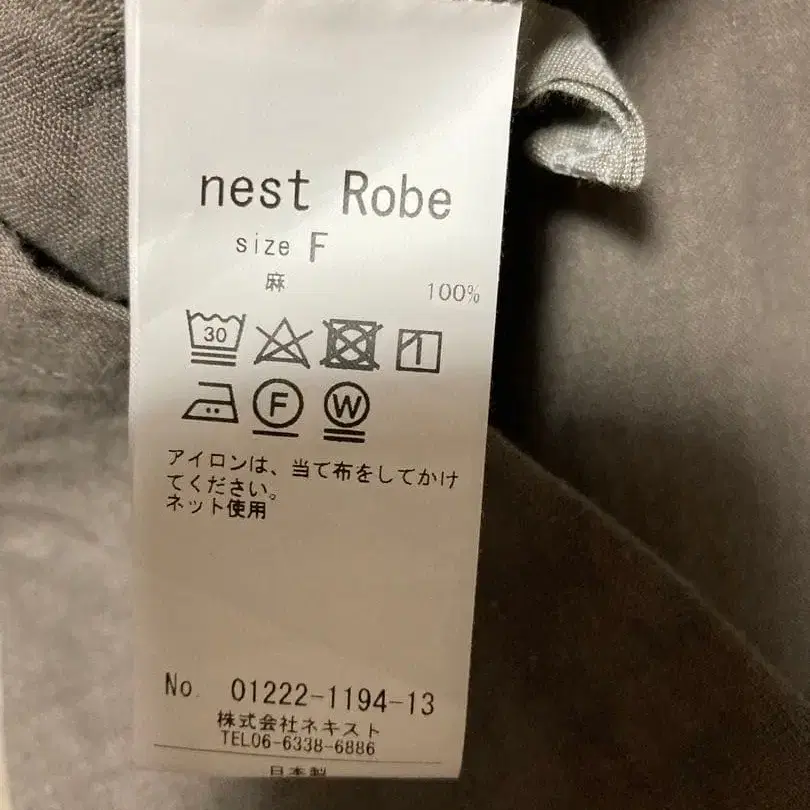 nest Robe
size F
麻 100%
30
F W
アイロンは、当て布をしてかけ
てください。
ネット使用
No. 01222-1194-13
株式会社ネキスト
TEL06-6338-6886
日本製